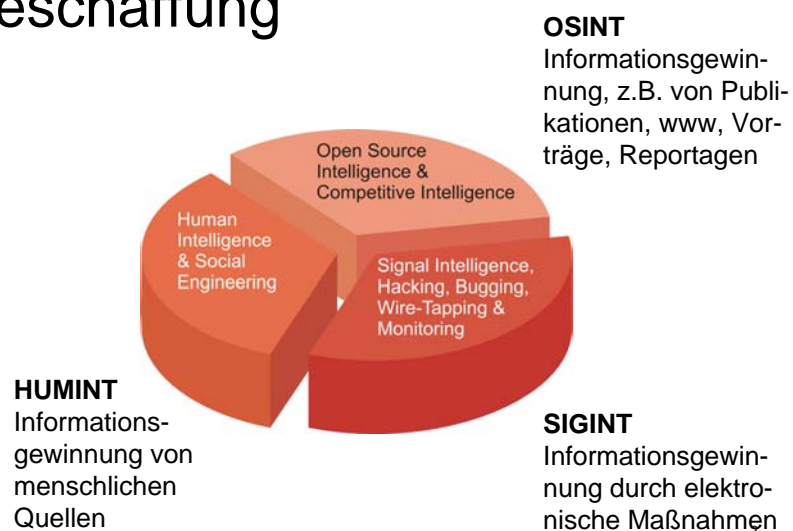 eschaffung
OSINT
Informationsgewin-
nung, z.B. von Publi-
kationen, www, Vor-
träge, Reportagen
Open Source
Intelligence &
Competitive Intelligence
Human
Intelligence
& Social
Engineering
Signal Intelligence,
Hacking, Bugging,
Wire-Tapping &
Monitoring
HUMINT
Informations-
gewinnung von
menschlichen
Quellen
SIGINT
Informationsgewin-
nung durch elektro-
nische Maßnahmen